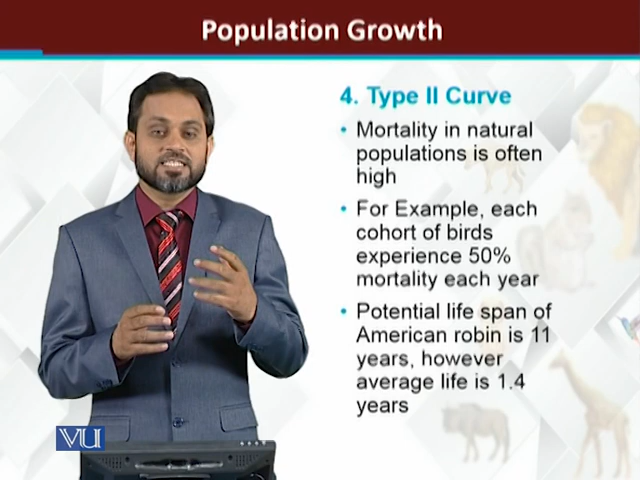 Population Growth
4. Type II Curve
• Mortality in natural
populations is often
high
• For Example, each
cohort of birds
experience 50%
mortality each year
• Potential life span of
American robin is 11
years, however
average life is 1.4
years
VU